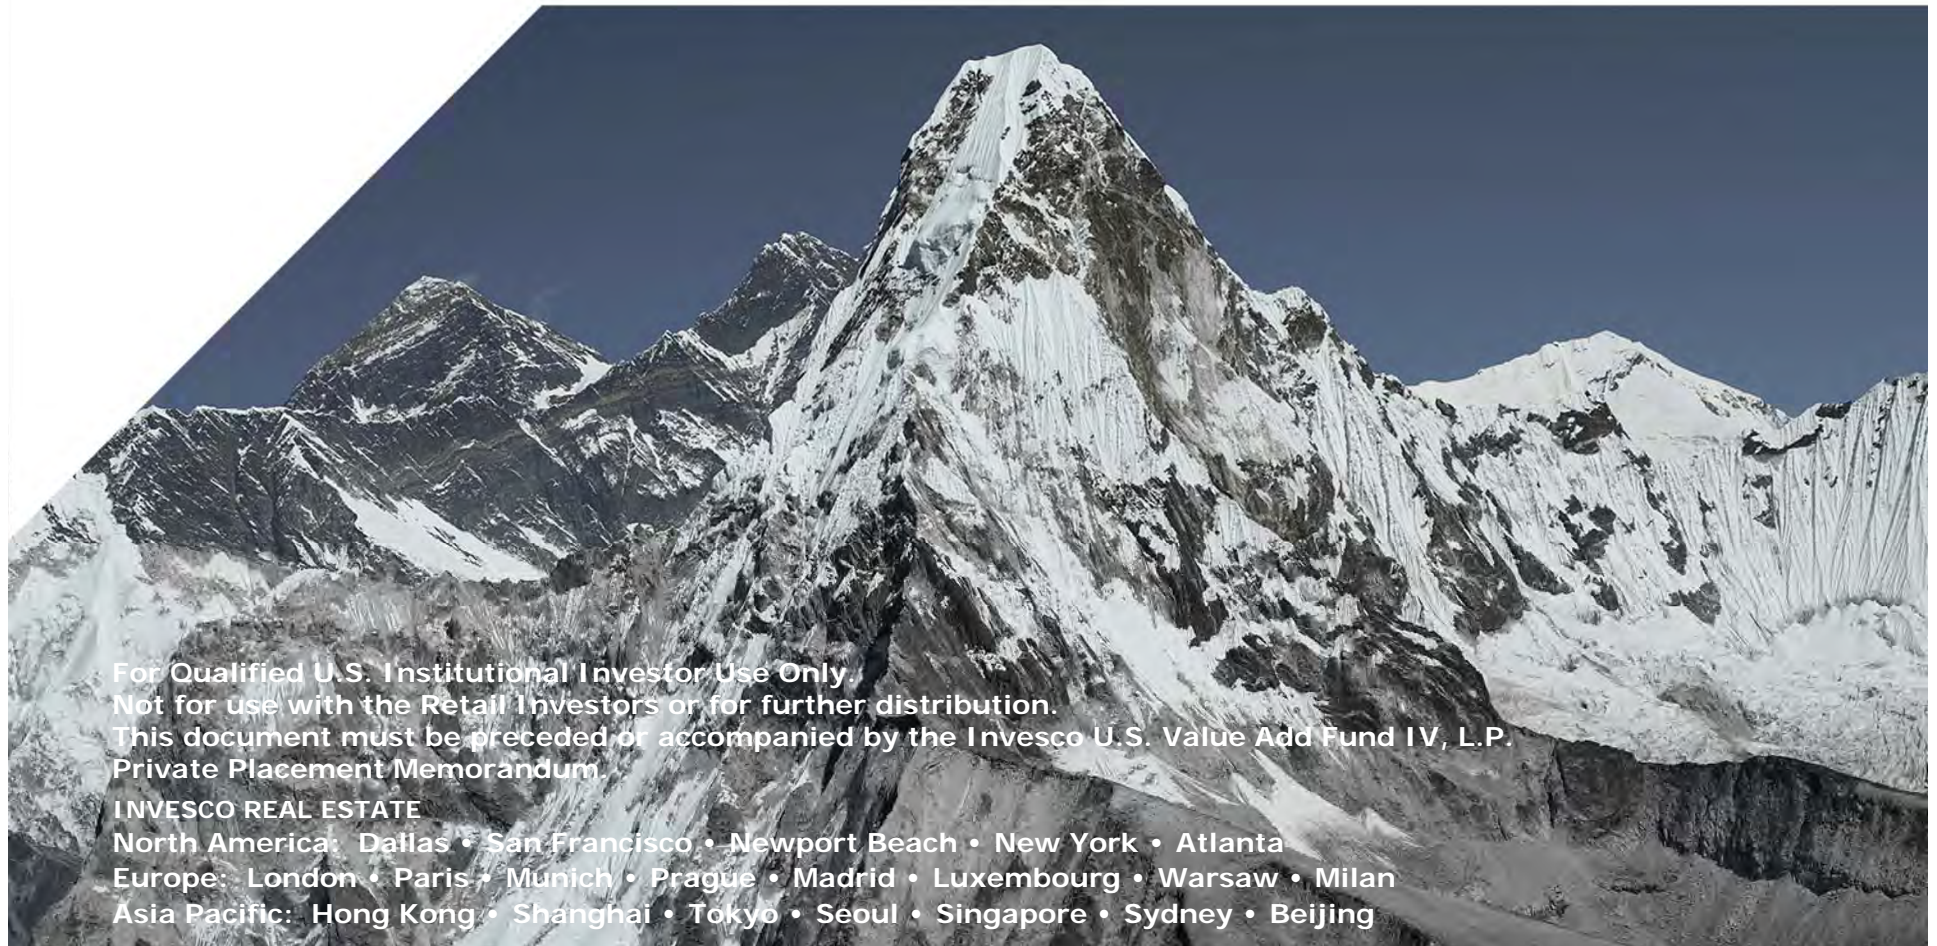 For Qualified U.S. Institutional Investor Use Only.
Not for use with the Retail Investors or for further distribution.
This document must be preceded or accompanied by the Invesco U.S. Value Add Fund IV, L.P.
Private Placement Memorandum.
INVESCO REAL ESTATE
North America: Dallas • San Francisco • Newport Beach • New York • Atlanta
Europe: London • Paris • Munich • Prague • Madrid • Luxembourg • Warsaw • Milan
Asia Pacific: Hong Kong • Shanghai • Tokyo • Seoul • Singapore • Sydney • Beijing